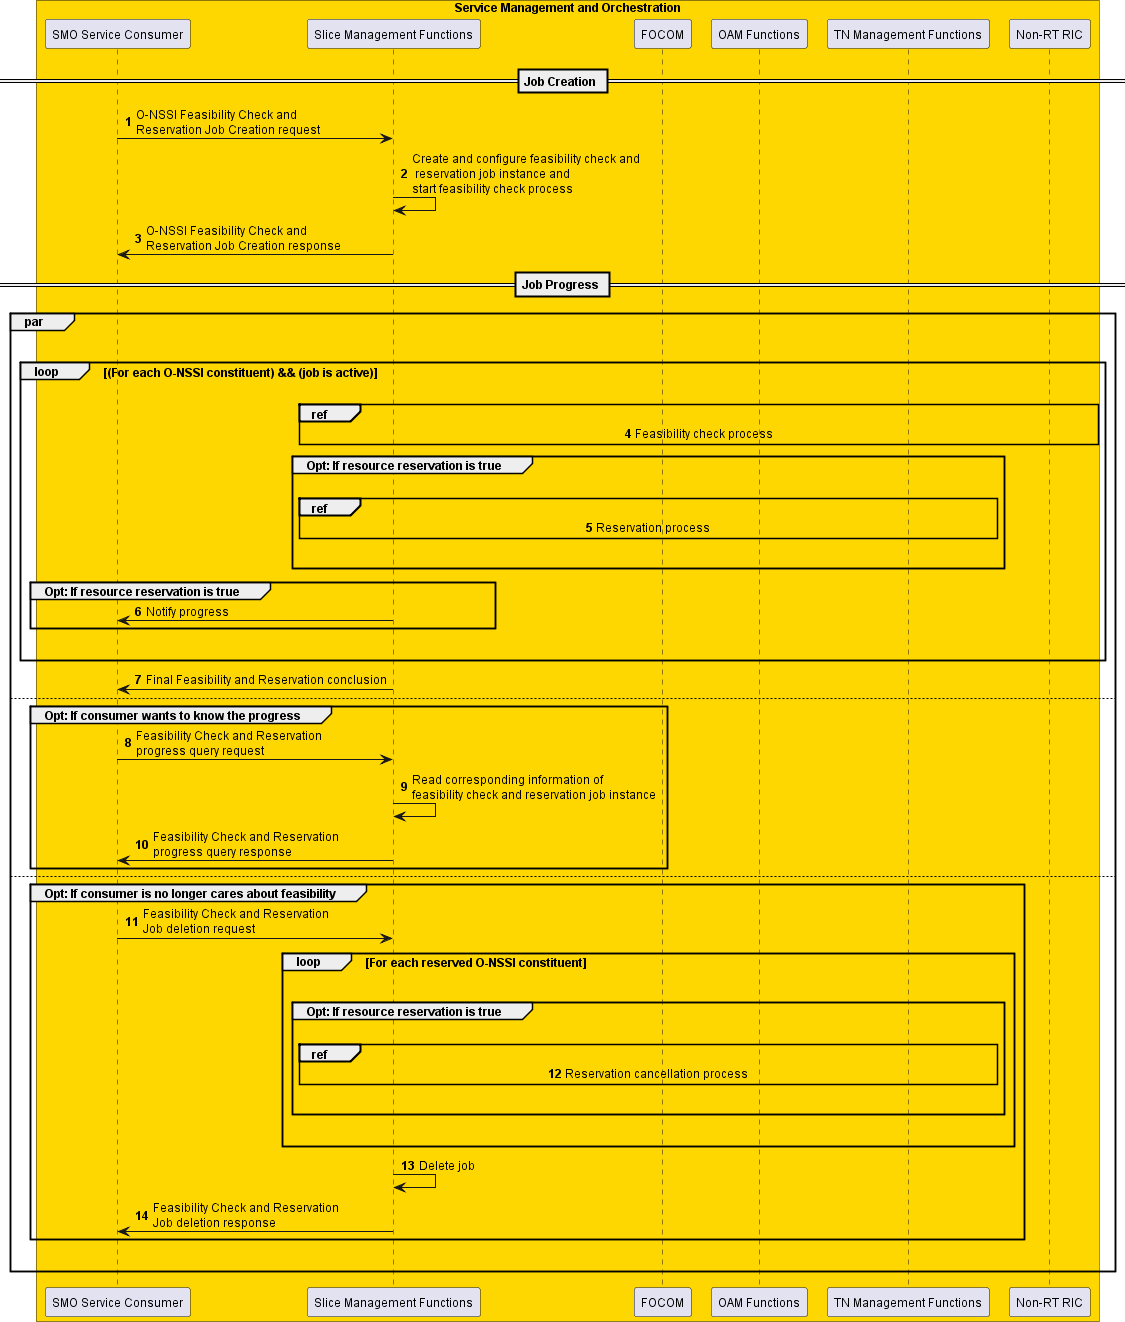 Service Management and Orchestration
SMO Service Consumer
Slice Management Functions
FOCOM
OAM Functions
TN Management Functions
Non-RT RIC
Job Creation
1 O-NSSI Feasibility Check and
Reservation Job Creation request
2 Create and configure feasibility check and
reservation job instance and
start feasibility check process
3 O-NSSI Feasibility Check and
Reservation Job Creation response
Job Progress
par
loop [(For each O-NSSI constituent) && (job is active)]
ref
4 Feasibility check process
Opt: If resource reservation is true
ref
5 Reservation process
Opt: If resource reservation is true
6 Notify progress
7 Final Feasibility and Reservation conclusion
Opt: If consumer wants to know the progress
8 Feasibility Check and Reservation
progress query request
9 Read corresponding information of
feasibility check and reservation job instance
10 Feasibility Check and Reservation
progress query response
Opt: If consumer is no longer cares about feasibility
11 Feasibility Check and Reservation
Job deletion request
loop [For each reserved O-NSSI constituent]
Opt: If resource reservation is true
ref
12 Reservation cancellation process
13 Delete job
14 Feasibility Check and Reservation
Job deletion response
SMO Service Consumer
Slice Management Functions
FOCOM
OAM Functions
TN Management Functions
Non-RT RIC